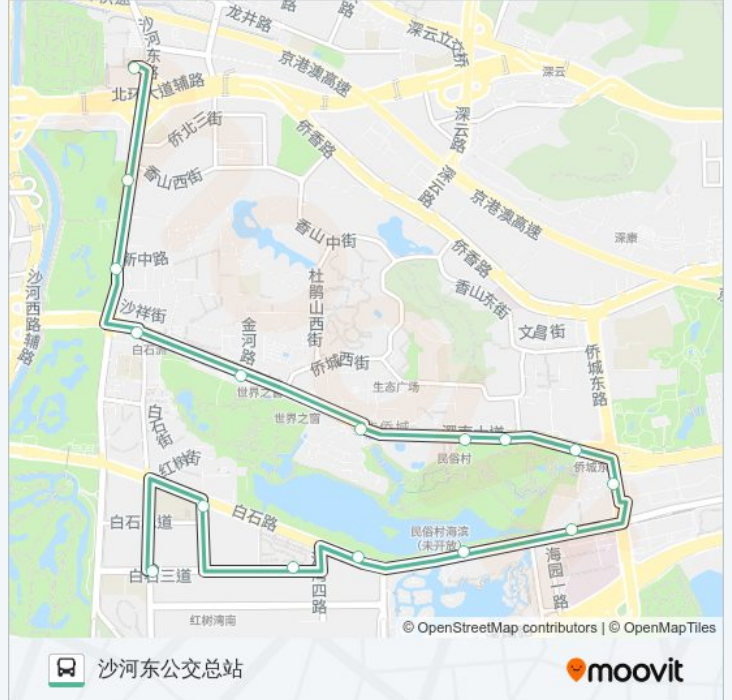 龙井路
路
路
沙河东路
深云立交桥
京港澳高速
深云
北环大道辅路
侨北三街
侨香路
深云路
香山西街
深云路
京港澳高速
香山中街
深康
新中路
侨香路
沙河西路辅路
杜鹃山西街
香山东街
沙祥街
文昌街
金河路
白石洲
侨城西街
侨城东路
生态广场
世界之窗
世界之窗
白石街
侨城
深南大道
民俗村
红树街
侨城东
白石路
民俗村海滨
(未开放)
白石三道
海园一路
红树湾南
© OpenStreetMap contributors | © OpenMapTiles
沙河东公交总站
moovit